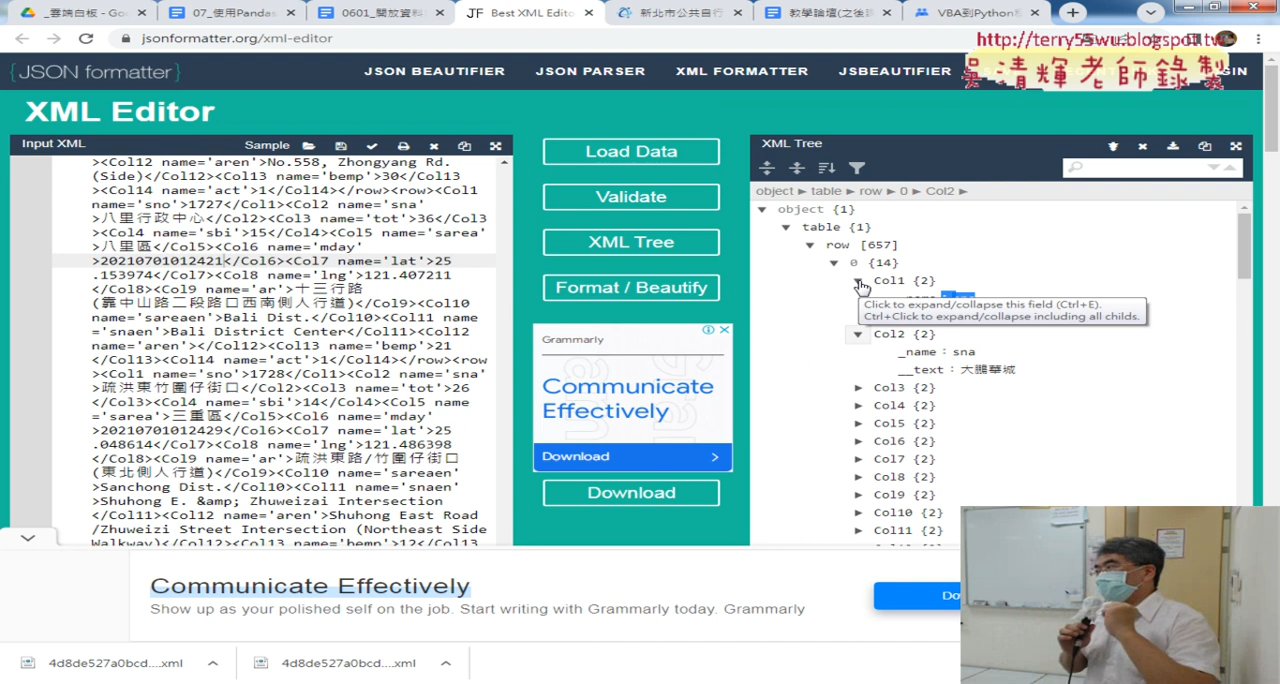 _雲端白板 - Go
07_使用Pandas
0601_開放資料
Best XML Edito
新北市公共自行
教學論壇(之後
VBA到Python
jsonformatter.org/xml-editor
http://terry55wu.blogspot.tw
吳清輝老師錄製
{JSON formatter}
JSON BEAUTIFIER
JSON PARSER
XML FORMATTER
JSBEAUTIFIER
XML Editor
Input XML
Sample
><Col12 name='aren'>No.558, Zhongyang Rd.
(Side)</Col12><Col13 name='bemp'>30</Col13
><Col14 name='act'>1</Col14></row><row><Col1
name='sno'>1727</Col1><Col2 name='sna'
>八里行政中心</Col2><Col3 name='tot'>36</Col3
><Col4 name='sbi'>15</Col4><Col5 name='sarea'
>八里區</Col5><Col6 name='mday'
>20210701012421</Col6><Col7 name='lat'>25
.153974</Col7><Col8 name='lng'>121.407211
</Col8><Col9 name='ar'>十三行路
(靠中山路二段路口西南側人行道)</Col9><Col10
name='sareaen'>Bali Dist.</Col10><Col11 name
='snaen'>Bali District Center</Col11><Col12
name='aren'></Col12><Col13 name='bemp'>21
</Col13><Col14 name='act'>1</Col14></row><row
><Col1 name='sno'>1728</Col1><Col2 name='sna'
>疏洪東竹圍仔街口</Col2><Col3 name='tot'>26
</Col3><Col4 name='sbi'>14</Col4><Col5 name
='sarea'>三重區</Col5><Col6 name='mday'
>20210701012429</Col6><Col7 name='lat'>25
.048614</Col7><Col8 name='lng'>121.486398
</Col8><Col9 name='ar'>疏洪東路/竹圍仔街口
(東北側人行道)</Col9><Col10 name='sareaen'
>Sanchong Dist.</Col10><Col11 name='snaen'
>Shuhong E. &amp; Zhuweizai Intersection
</Col11><Col12 name='aren'>Shuhong East Road
/Zhuweizi Street Intersection (Northeast Side
Walkway)</Col12><Col13 name='bemp'>12</Col13
Load Data
Validate
XML Tree
Format / Beautify
Grammarly
Communicate
Effectively
Download
Download
XML Tree
object ► table ► row ► 0 ► Col2 ►
object {1}
table {1}
row [657]
0 {14}
Col1 {2}
Click to expand/collapse this field (Ctrl+E).
Ctrl+Click to expand/collapse including all childs.
Col2 {2}
_name : sna
__text : 大鵬華城
Col3 {2}
Col4 {2}
Col5 {2}
Col6 {2}
Col7 {2}
Col8 {2}
Col9 {2}
Col10 {2}
Col11 {2}
Communicate Effectively
Show up as your polished self on the job. Start writing with Grammarly today. Grammarly
Do
4d8de527a0bcd....xml
4d8de527a0bcd....xml